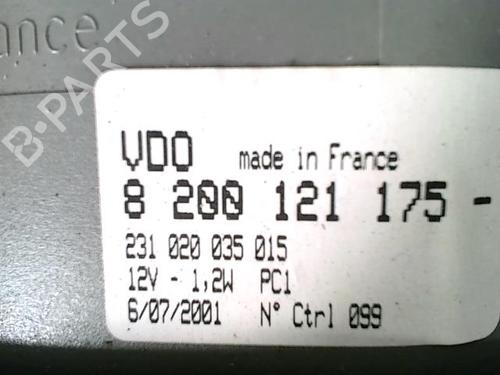 ance
B-PARTS
VDO made in France
8 200 121 175 -
231 020 035 015
12V - 1,2W PC1
6/07/2001 N° Ctrl 099